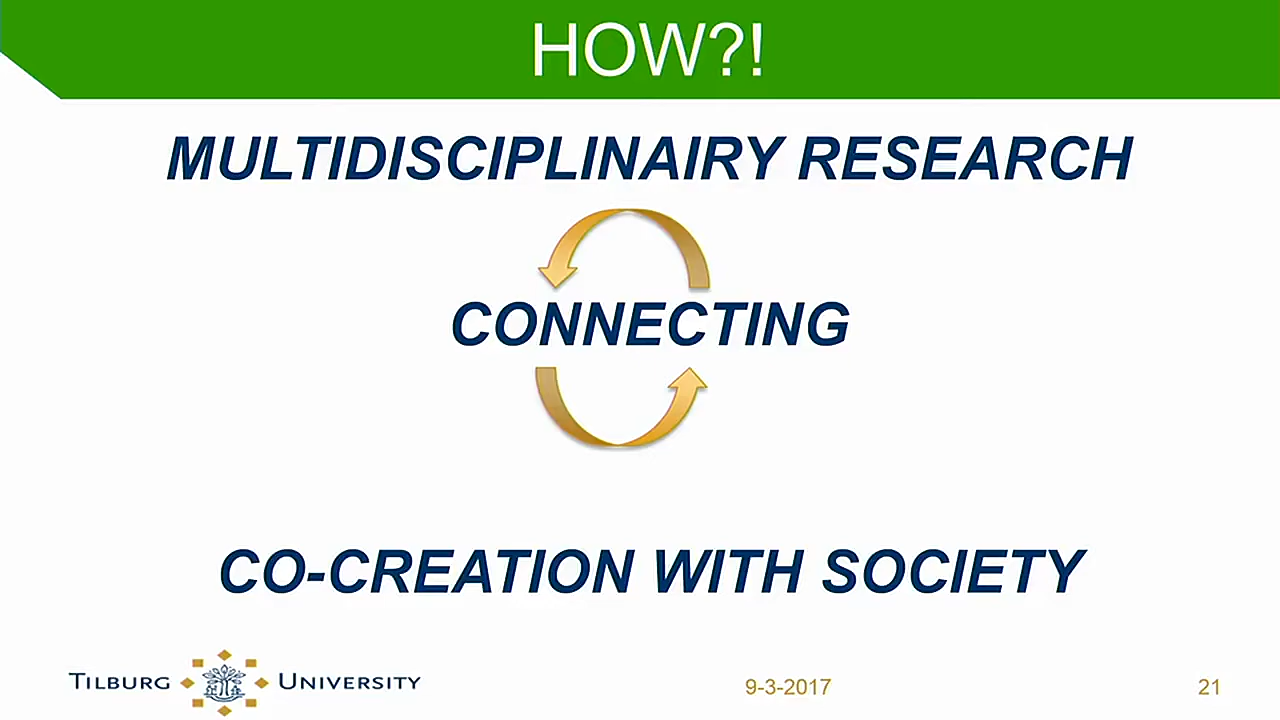 HOW?!
MULTIDISCIPLINAIRY RESEARCH
CONNECTING
CO-CREATION WITH SOCIETY
TILBURG UNIVERSITY
9-3-2017
21